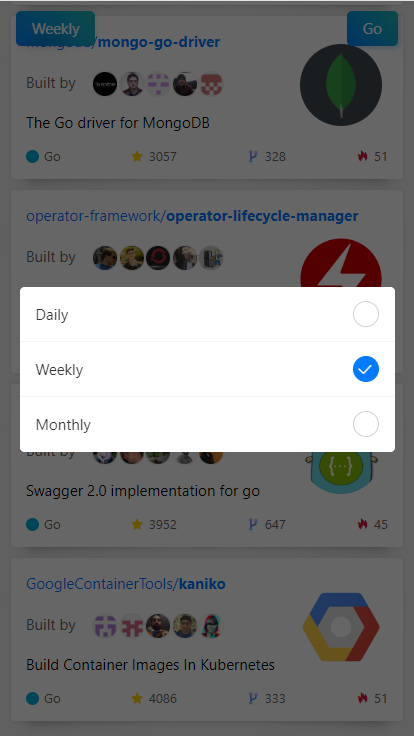 Weekly
Go
mongodb/mongo-go-driver
Built by
The Go driver for MongoDB
Go 3057 328 51
operator-framework/operator-lifecycle-manager
Built by
Daily
Weekly
Monthly
Built by
{···}
Swagger 2.0 implementation for go
Go 3952 647 45
GoogleContainerTools/kaniko
Built by
Build Container Images In Kubernetes
Go 4086 333 51